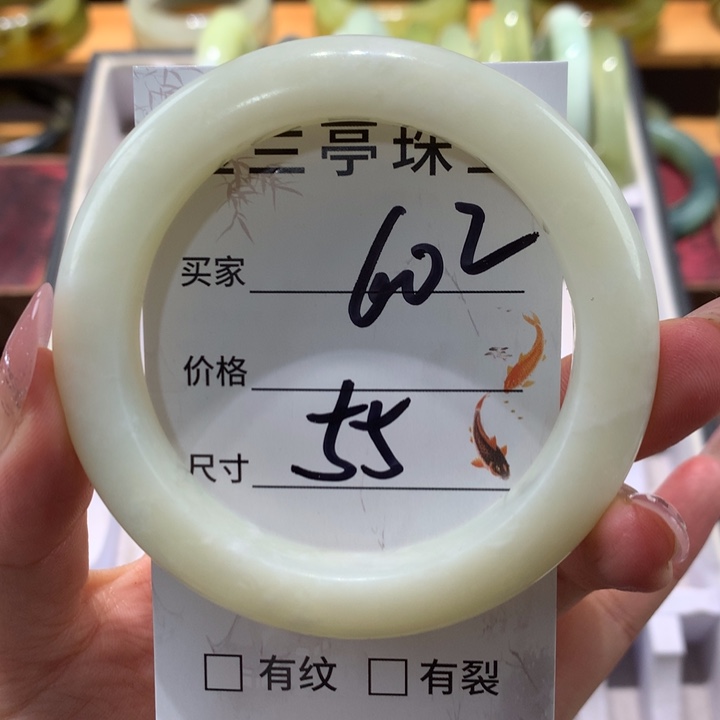 三亭珠
买家 602
价格
尺寸 55
□ 有纹 □ 有裂